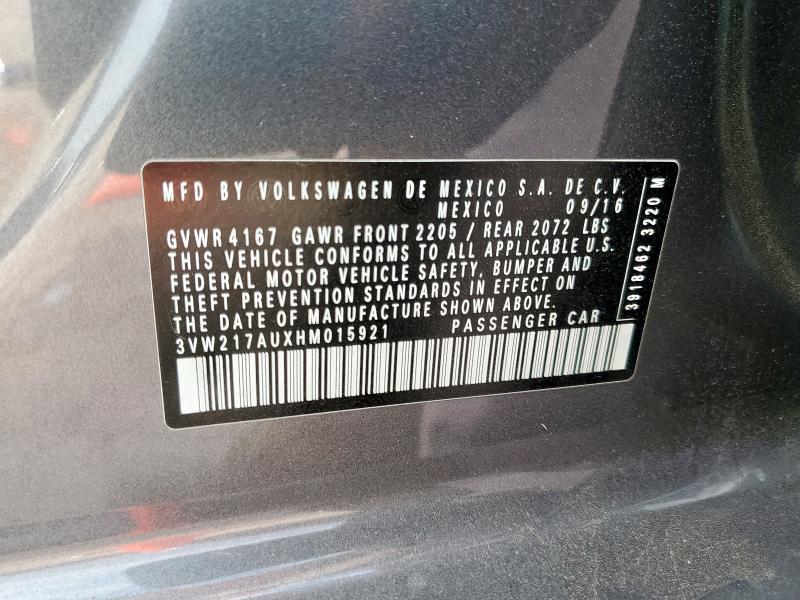 MFD BY VOLKSWAGEN DE MEXICO S.A. DE C.V.
MEXICO 09/16
GVWR 4167 GAWR FRONT 2205 / REAR 2072 LBS
THIS VEHICLE CONFORMS TO ALL APPLICABLE U.S.
FEDERAL MOTOR VEHICLE SAFETY, BUMPER AND
THEFT PREVENTION STANDARDS IN EFFECT ON
THE DATE OF MANUFACTURE SHOWN ABOVE.
3VW217AUXHM015921 PASSENGER CAR
3918462 3220 M